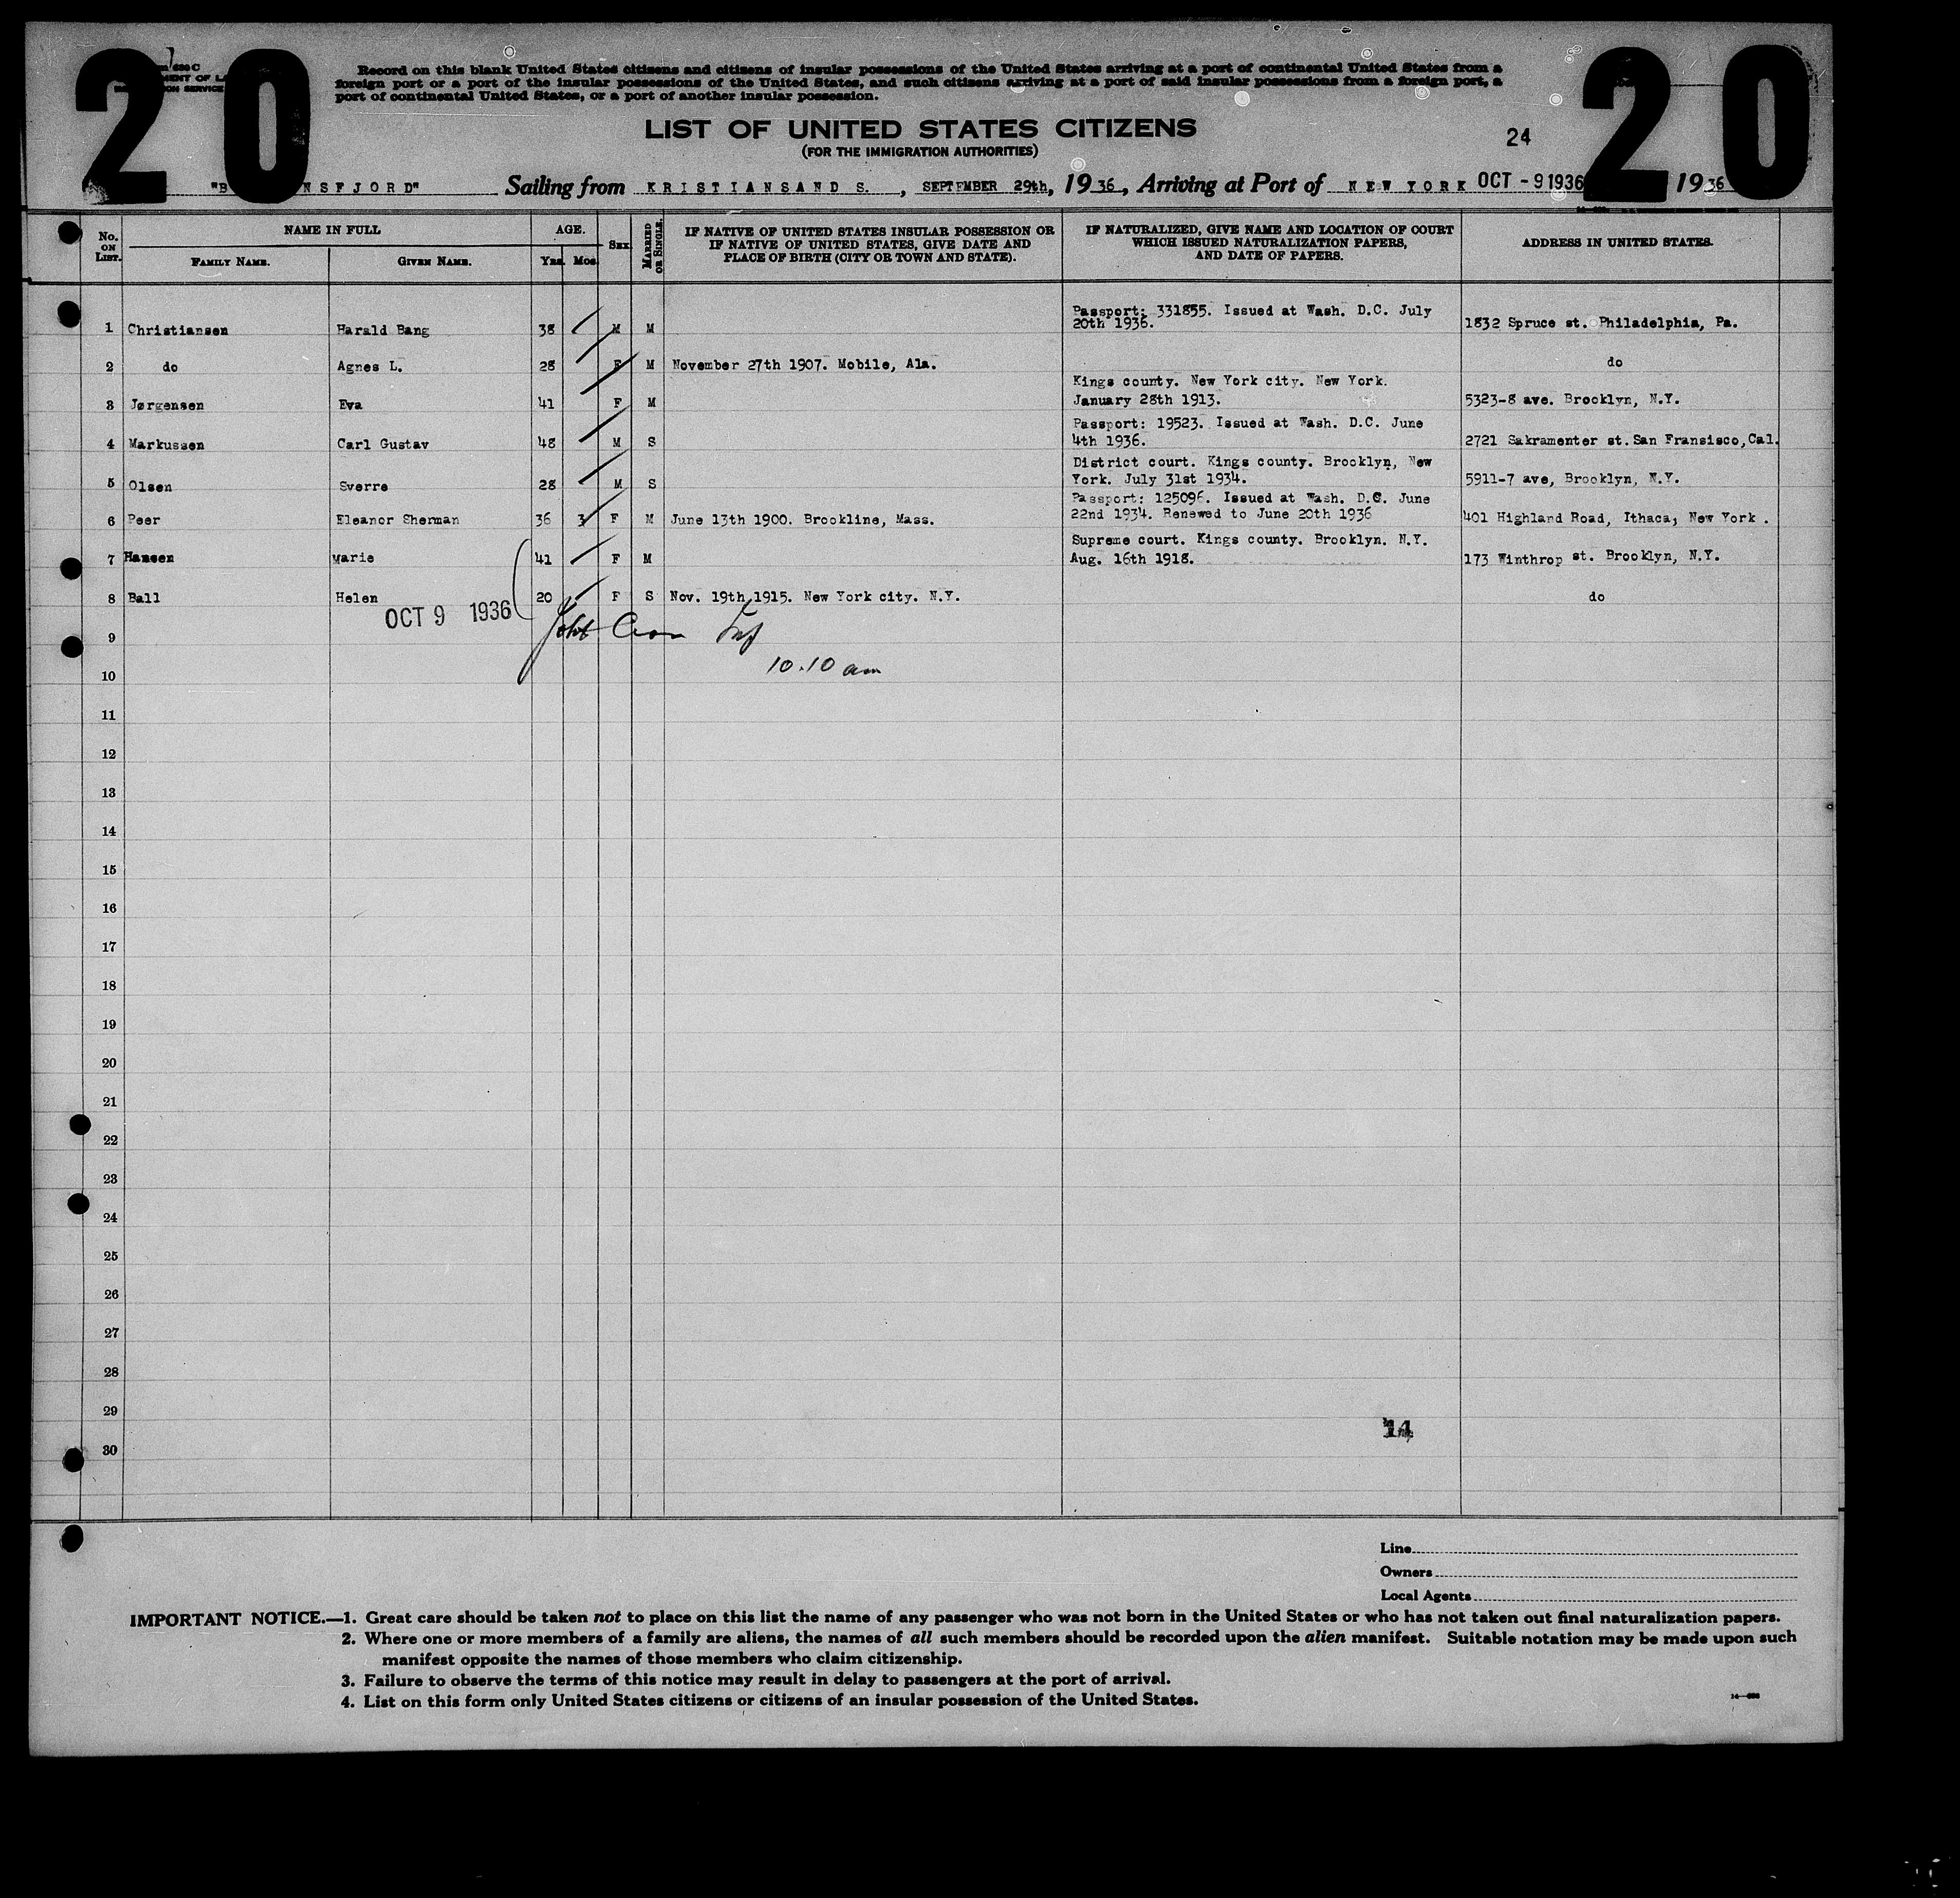 20
20
Record on this blank United States citizens and citizens of insular possessions of the United States arriving at a port of continental United States from a
foreign port or a port of the insular possessions of the United States, and such citizens arriving at a port of said insular possessions from a foreign port, a
port of continental United States, or a port of another insular possession.
LIST OF UNITED STATES CITIZENS
(FOR THE IMMIGRATION AUTHORITIES)
24
NSFJORD" Sailing from KRISTIANSAND S., SEPTEMBER 29th, 1936, Arriving at Port of NEW YORK OCT -9 1936 1936
No. ON LIST. NAME IN FULL AGE. SEX MARRIED OR SINGLE. IF NATIVE OF UNITED STATES INSULAR POSSESSION OR IF NATIVE OF UNITED STATES, GIVE DATE AND PLACE OF BIRTH (CITY OR TOWN AND STATE). IF NATURALIZED, GIVE NAME AND LOCATION OF COURT WHICH ISSUED NATURALIZATION PAPERS, AND DATE OF PAPERS. ADDRESS IN UNITED STATES.
FAMILY NAME. GIVEN NAME. Yrs. Mos.
Passport: 331855. Issued at Wash. D.C. July
1 Christiansen Harald Bang 38 M M 20th 1936. 1832 Spruce st. Philadelphia, Pa.
2 do Agnes L. 28 F M November 27th 1907. Mobile, Ala. do
Kings county. New York city. New York.
3 Jørgensen Eva 41 F M January 28th 1913. 5323-8 ave. Brooklyn, N.Y.
Passport: 19523. Issued at Wash. D.C. June
4 Markussen Carl Gustav 48 M S 4th 1936. 2721 Sakramenter st. San Fransisco, Cal.
District court. Kings county. Brooklyn, New
5 Olsen Sverre 28 M S York. July 31st 1934. 5911-7 ave, Brooklyn, N.Y.
Passport: 125096. Issued at Wash. D.C. June
6 Peer Eleanor Sherman 36 3 F M June 13th 1900. Brookline, Mass. 22nd 1934. Renewed to June 20th 1936 401 Highland Road, Ithaca, New York.
Supreme court. Kings county. Brooklyn. N.Y.
7 Hansen Marie 41 F M Aug. 16th 1918. 173 Winthrop st. Brooklyn, N.Y.
8 Ball Helen 20 F S Nov. 19th 1915. New York city. N.Y. do
OCT 9 1936
9
10.10 am
10
11
12
13
14
15
16
17
18
19
20
21
22
23
24
25
26
27
28
29
14
30
Line
Owners
Local Agents
IMPORTANT NOTICE.—1. Great care should be taken not to place on this list the name of any passenger who was not born in the United States or who has not taken out final naturalization papers.
2. Where one or more members of a family are aliens, the names of all such members should be recorded upon the alien manifest. Suitable notation may be made upon such
manifest opposite the names of those members who claim citizenship.
3. Failure to observe the terms of this notice may result in delay to passengers at the port of arrival.
4. List on this form only United States citizens or citizens of an insular possession of the United States.